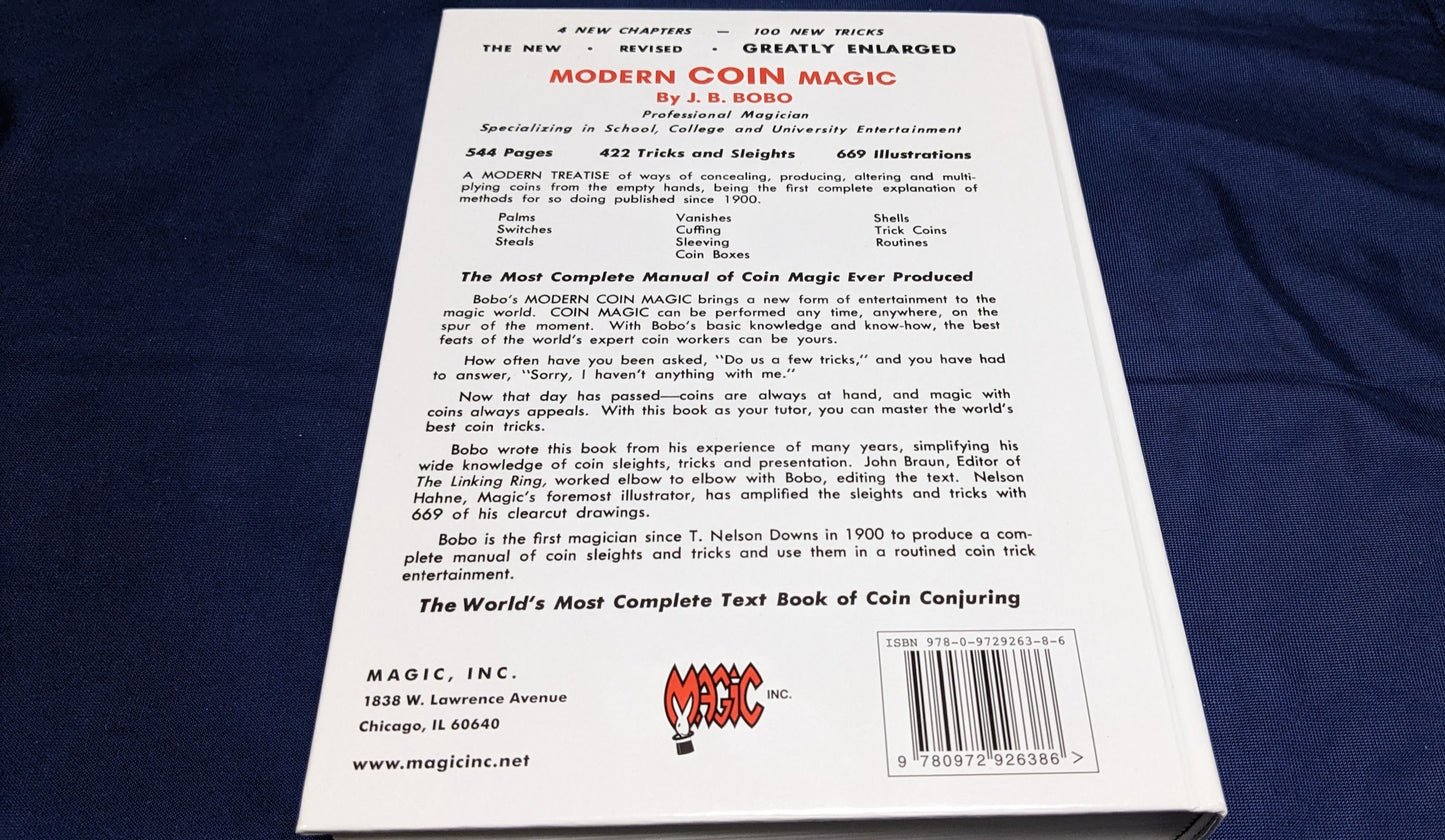 4 NEW CHAPTERS — 100 NEW TRICKS
THE NEW • REVISED • GREATLY ENLARGED
MODERN COIN MAGIC
By J. B. BOBO
Professional Magician
Specializing in School, College and University Entertainment
544 Pages 422 Tricks and Sleights 669 Illustrations
A MODERN TREATISE of ways of concealing, producing, altering and multi-
plying coins from the empty hands, being the first complete explanation of
methods for so doing published since 1900.
Palms Vanishes Shells
Switches Cuffing Trick Coins
Steals Sleeving Routines
Coin Boxes
The Most Complete Manual of Coin Magic Ever Produced
Bobo's MODERN COIN MAGIC brings a new form of entertainment to the
magic world. COIN MAGIC can be performed any time, anywhere, on the
spur of the moment. With Bobo's basic knowledge and know-how, the best
feats of the world's expert coin workers can be yours.
How often have you been asked, "Do us a few tricks," and you have had
to answer, "Sorry, I haven't anything with me."
Now that day has passed—coins are always at hand, and magic with
coins always appeals. With this book as your tutor, you can master the world's
best coin tricks.
Bobo wrote this book from his experience of many years, simplifying his
wide knowledge of coin sleights, tricks and presentation. John Braun, Editor of
The Linking Ring, worked elbow to elbow with Bobo, editing the text. Nelson
Hahne, Magic's foremost illustrator, has amplified the sleights and tricks with
669 of his clearcut drawings.
Bobo is the first magician since T. Nelson Downs in 1900 to produce a com-
plete manual of coin sleights and tricks and use them in a routined coin trick
entertainment.
The World's Most Complete Text Book of Coin Conjuring
MAGIC, INC.
1838 W. Lawrence Avenue
Chicago, IL 60640
www.magicinc.net
MAGIC INC.
ISBN 978-0-9729263-8-6
9 780972 926386 >